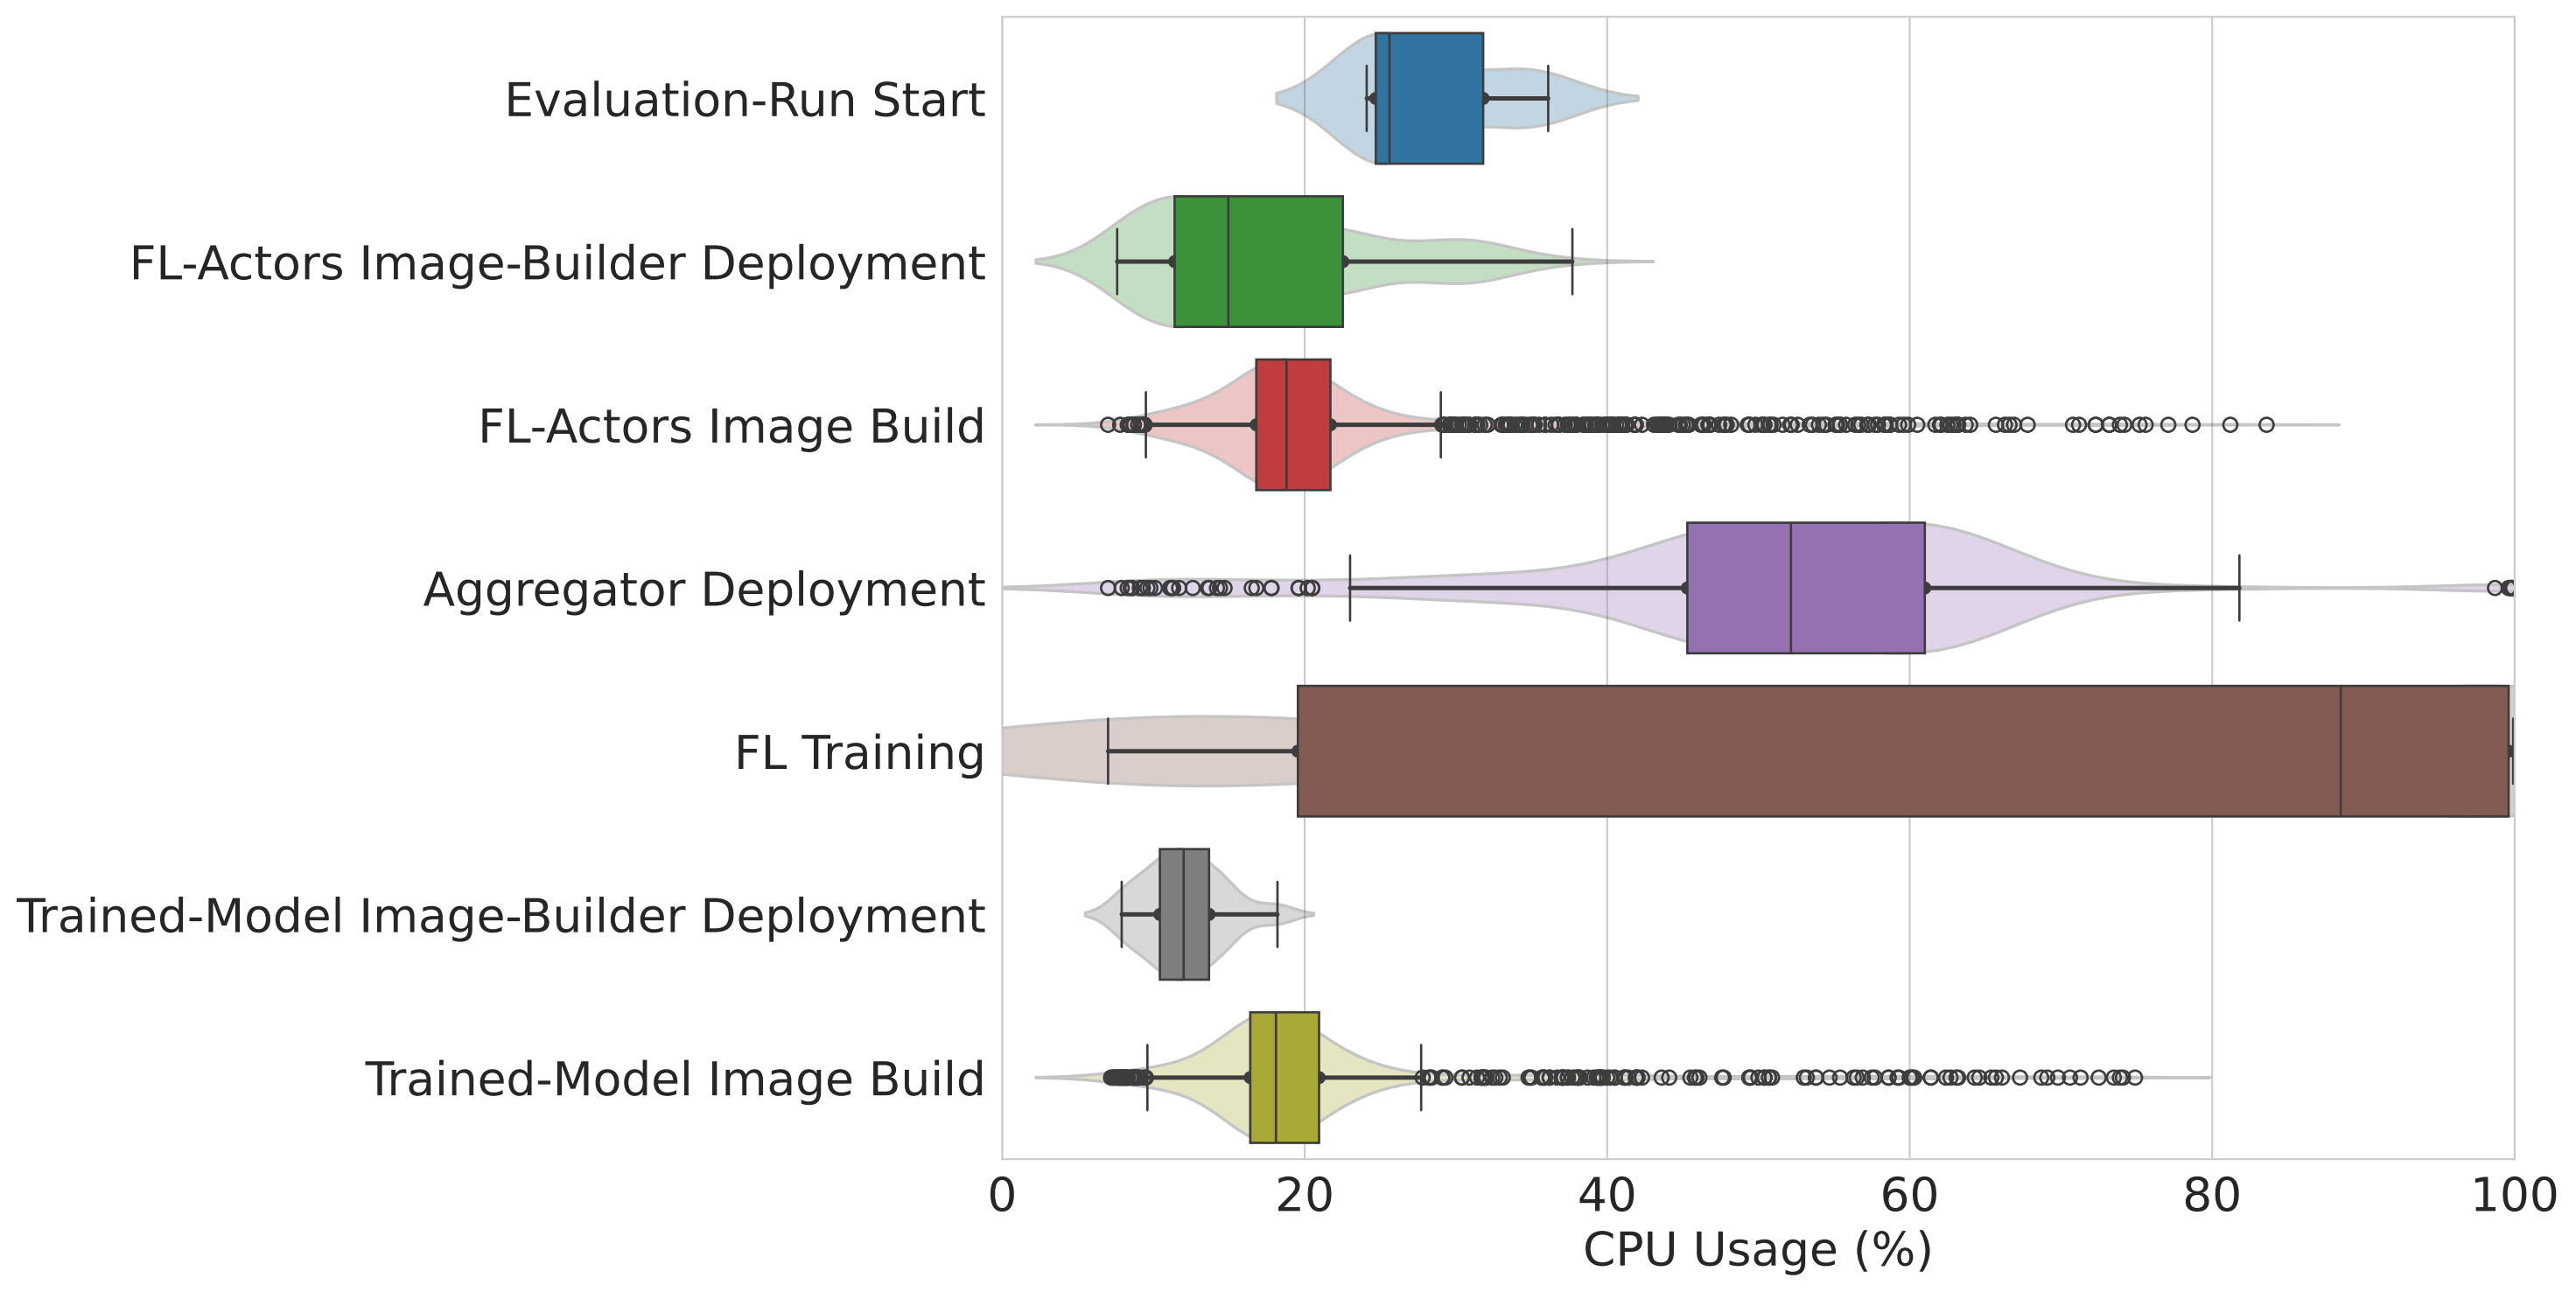 Evaluation-Run Start
FL-Actors Image-Builder Deployment
FL-Actors Image Build
Aggregator Deployment
FL Training
Trained-Model Image-Builder Deployment
Trained-Model Image Build
0 20 40 60 80 100
CPU Usage (%)